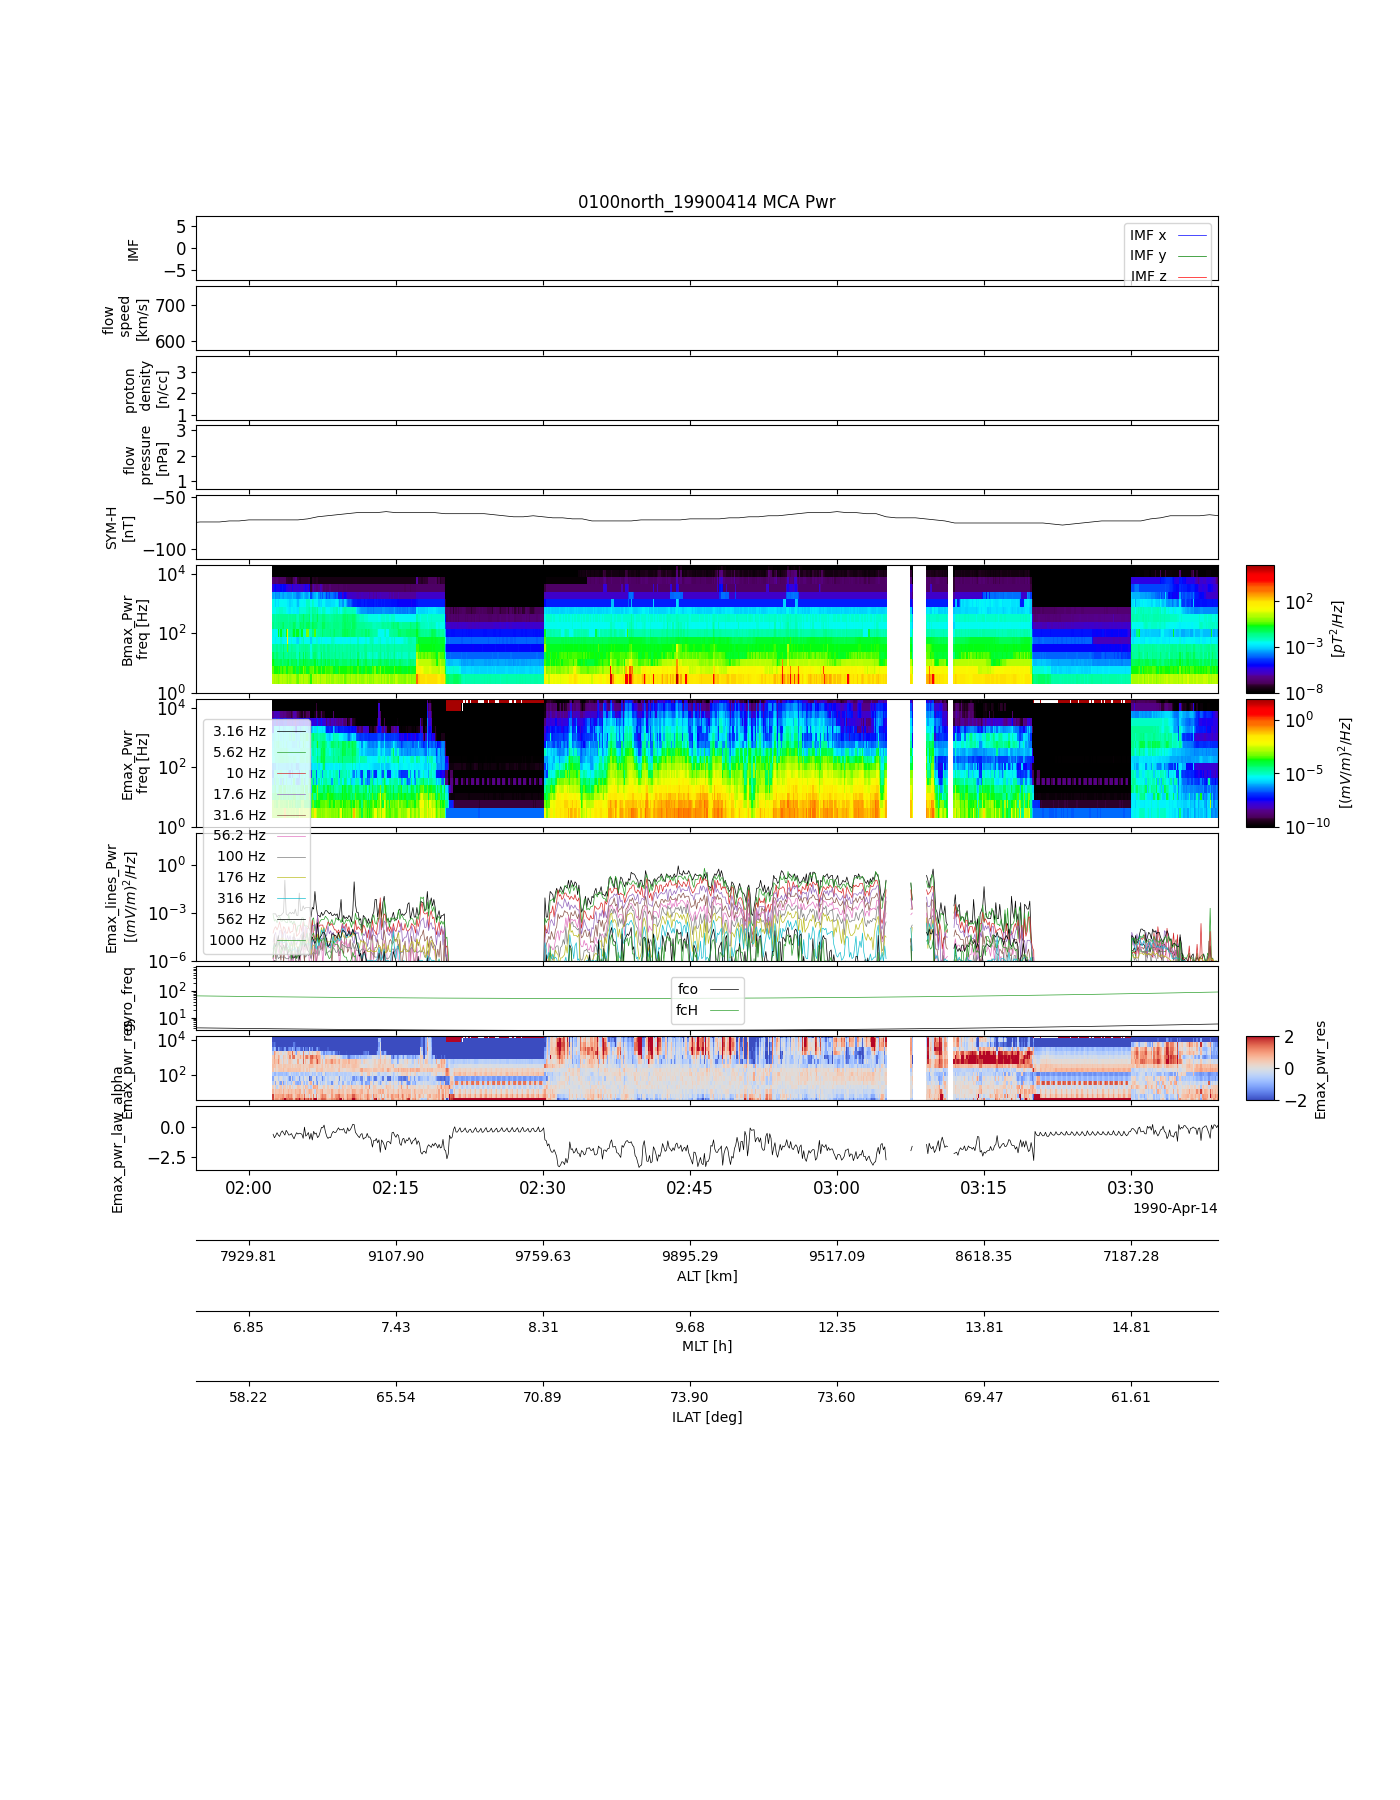 0100north_19900414 MCA Pwr
IMF
5
0
−5
IMF x
IMF y
IMF z
flow
speed
[km/s]
700
600
proton
density
[n/cc]
3
2
1
flow
pressure
[nPa]
3
2
1
SYM-H
[nT]
−50
−100
Bmax_Pwr
freq [Hz]
10^4
10^2
10^0
10^2
10^−3
10^−8
[pT^2/Hz]
Emax_Pwr
freq [Hz]
10^4
10^2
10^0
10^0
10^−5
10^−10
[(mV/m)^2/Hz]
3.16 Hz
5.62 Hz
10 Hz
17.6 Hz
31.6 Hz
56.2 Hz
100 Hz
176 Hz
316 Hz
562 Hz
1000 Hz
Emax_lines_Pwr
[(mV/m)^2/Hz]
10^0
10^−3
10^−6
gyro_freq
10^2
10^1
fco
fcH
Emax_pwr_res
10^4
10^2
2
0
−2
Emax_pwr_res
Emax_pwr_law_alpha
0.0
−2.5
02:00 02:15 02:30 02:45 03:00 03:15 03:30
1990-Apr-14
7929.81 9107.90 9759.63 9895.29 9517.09 8618.35 7187.28
ALT [km]
6.85 7.43 8.31 9.68 12.35 13.81 14.81
MLT [h]
58.22 65.54 70.89 73.90 73.60 69.47 61.61
ILAT [deg]